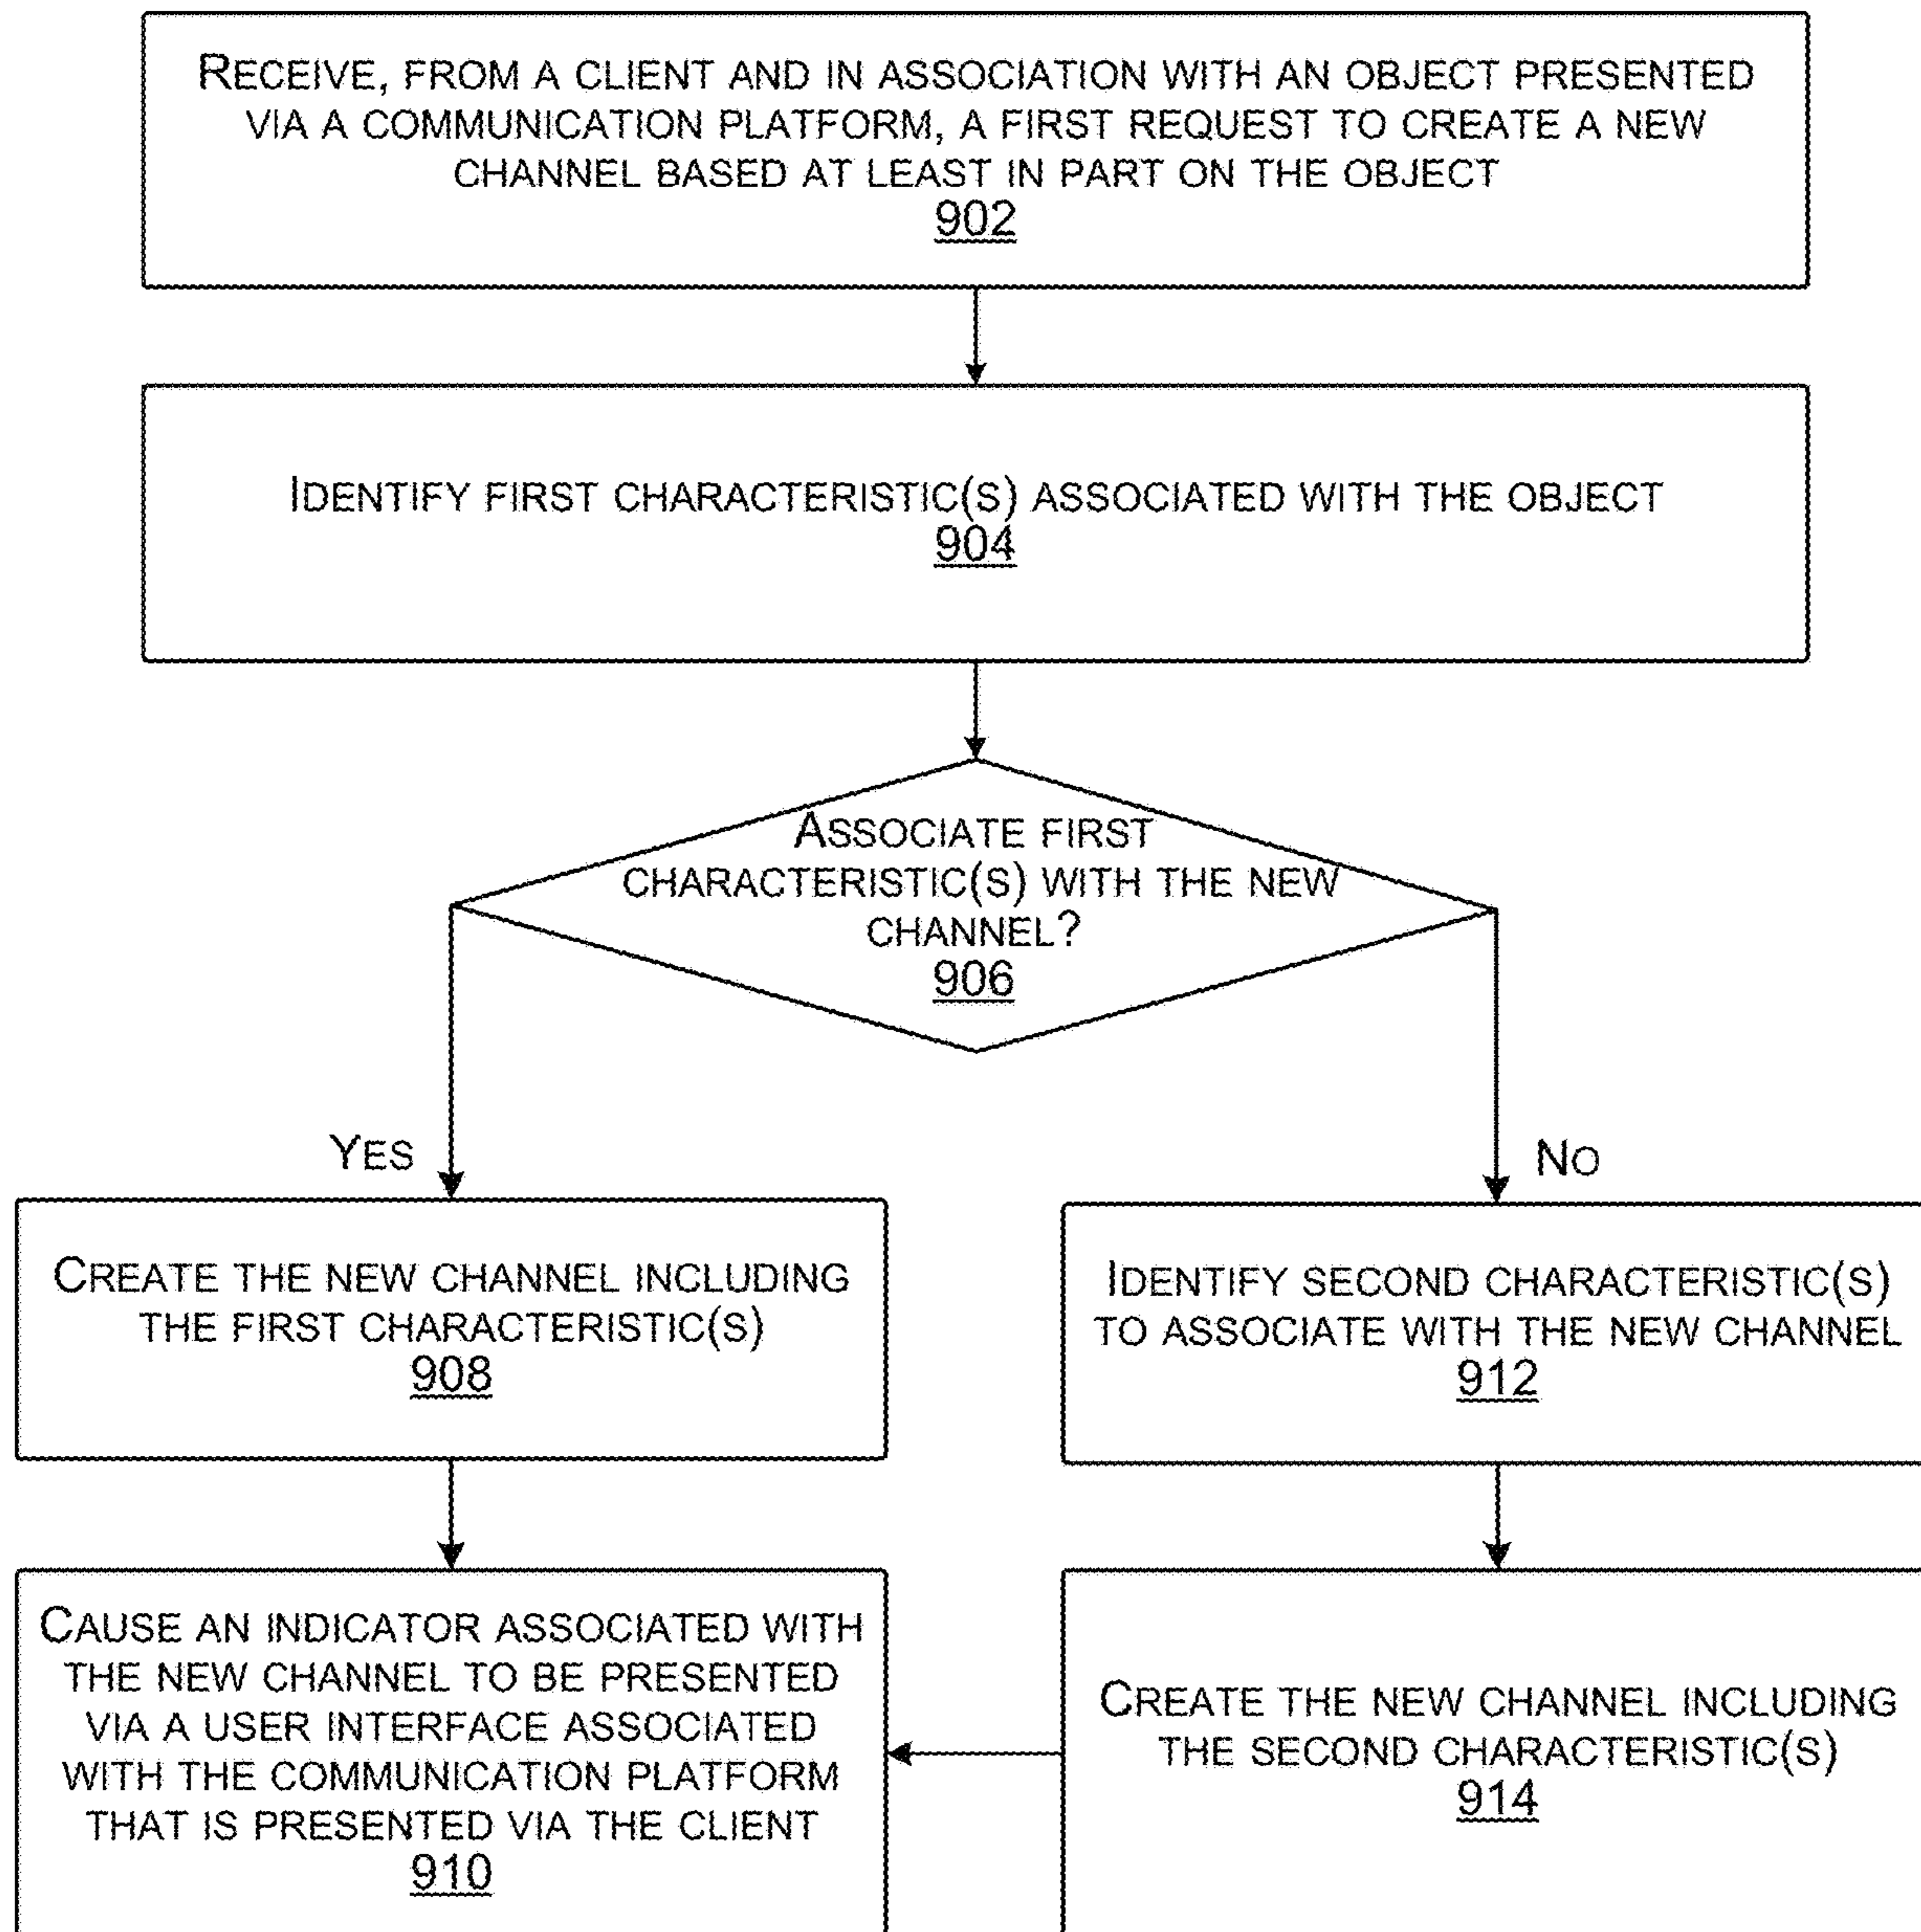 RECEIVE, FROM A CLIENT AND IN ASSOCIATION WITH AN OBJECT PRESENTED
VIA A COMMUNICATION PLATFORM, A FIRST REQUEST TO CREATE A NEW
CHANNEL BASED AT LEAST IN PART ON THE OBJECT
902
IDENTIFY FIRST CHARACTERISTIC(S) ASSOCIATED WITH THE OBJECT
904
ASSOCIATE FIRST
CHARACTERISTIC(S) WITH THE NEW
CHANNEL?
906
YES
NO
CREATE THE NEW CHANNEL INCLUDING
THE FIRST CHARACTERISTIC(S)
908
IDENTIFY SECOND CHARACTERISTIC(S)
TO ASSOCIATE WITH THE NEW CHANNEL
912
CAUSE AN INDICATOR ASSOCIATED WITH
THE NEW CHANNEL TO BE PRESENTED
VIA A USER INTERFACE ASSOCIATED
WITH THE COMMUNICATION PLATFORM
THAT IS PRESENTED VIA THE CLIENT
910
CREATE THE NEW CHANNEL INCLUDING
THE SECOND CHARACTERISTIC(S)
914